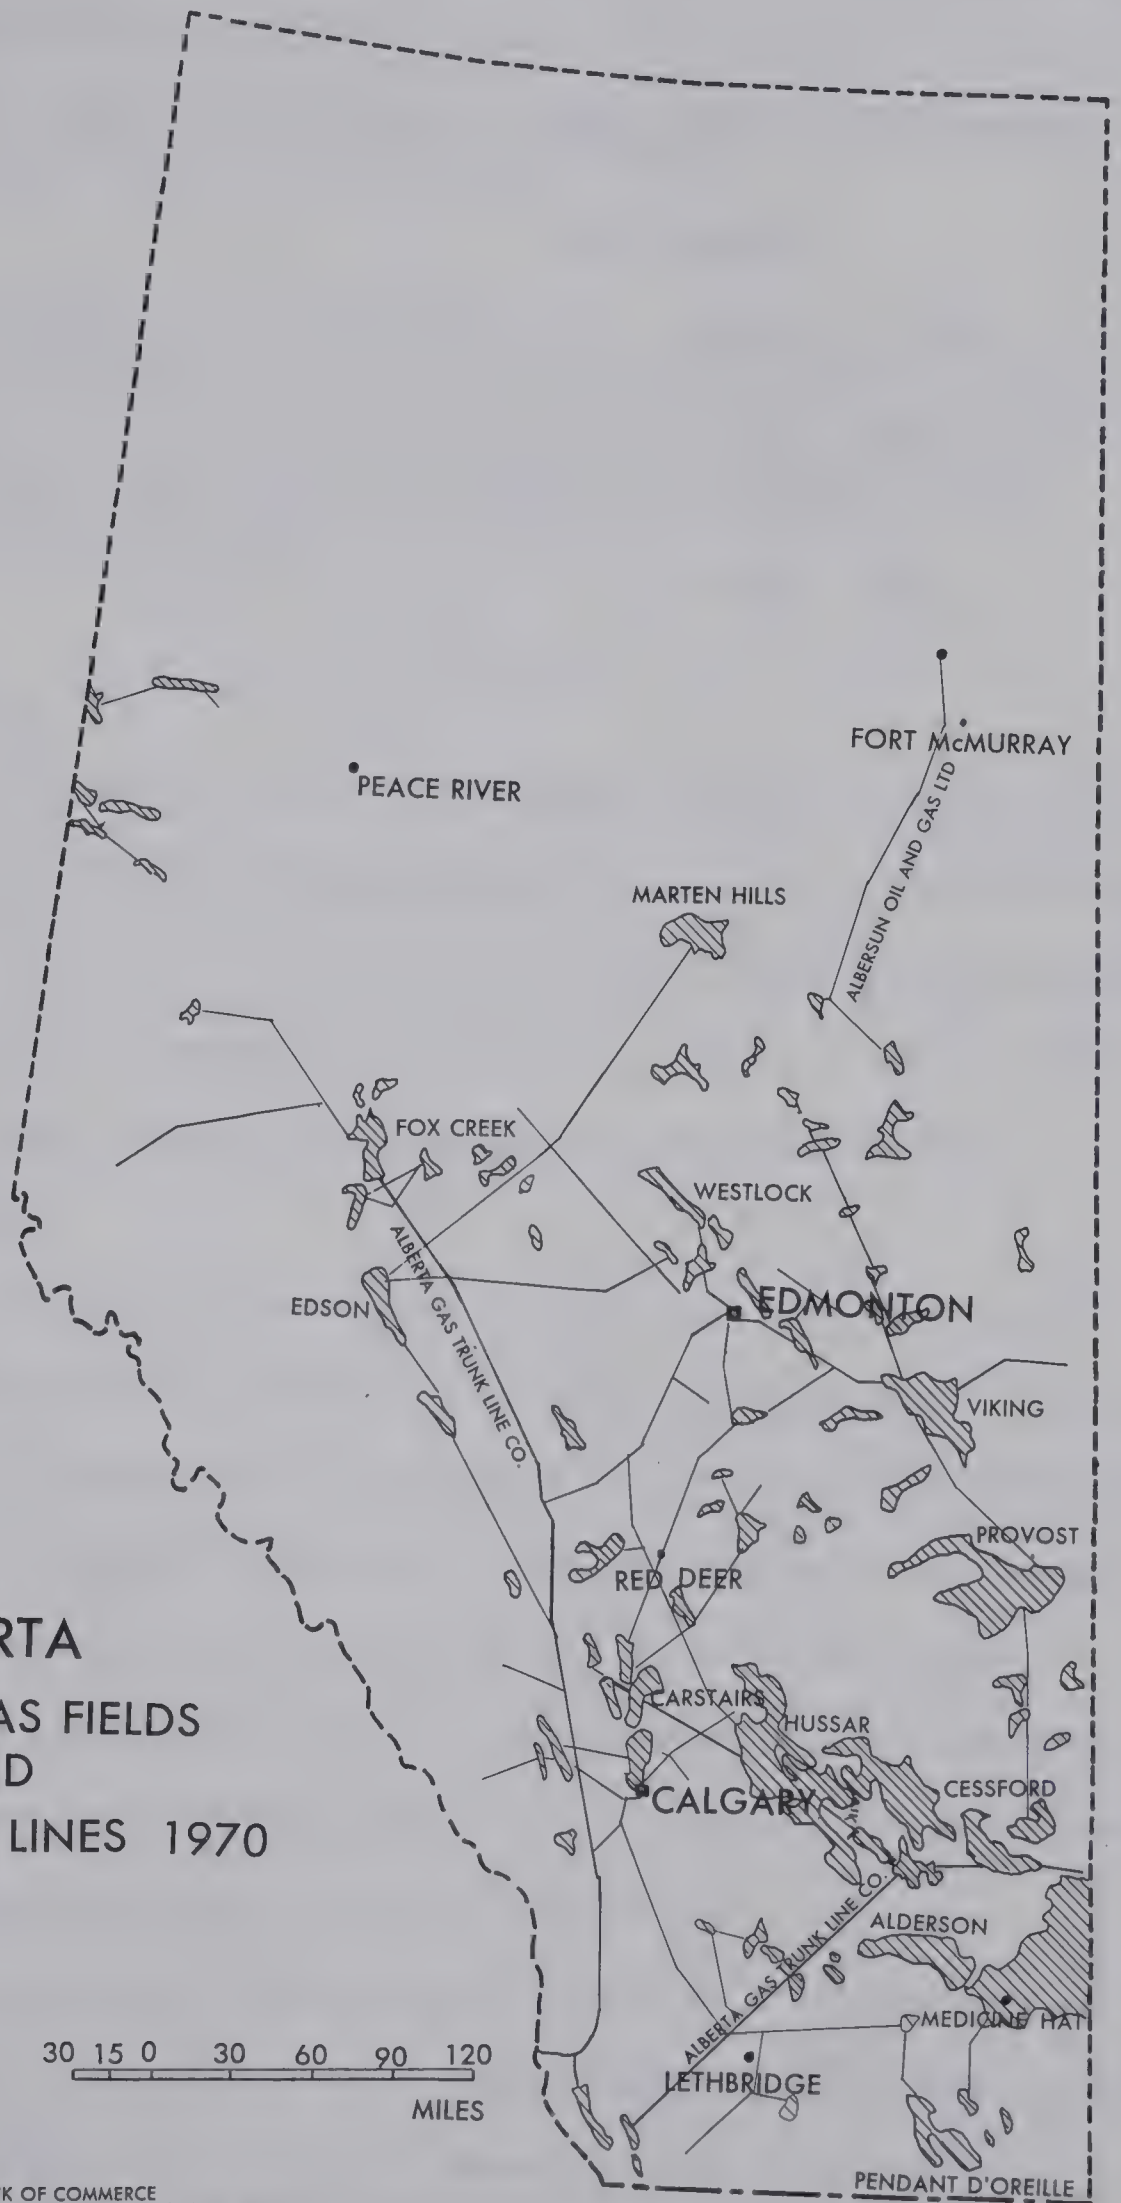 FORT McMURRAY
PEACE RIVER
ALBERSUN OIL AND GAS LTD
MARTEN HILLS
FOX CREEK
WESTLOCK
ALBERTA GAS TRUNK LINE CO.
EDSON
EDMONTON
VIKING
PROVOST
RED DEER
RTA
CARSTAIRS
AS FIELDS
HUSSAR
D
CESSFORD
CALGARY
LINES 1970
ALDERSON
ALBERTA GAS TRUNK LINE CO.
MEDICINE HAT
30 15 0 30 60 90 120
LETHBRIDGE
MILES
PENDANT D'OREILLE
K OF COMMERCE